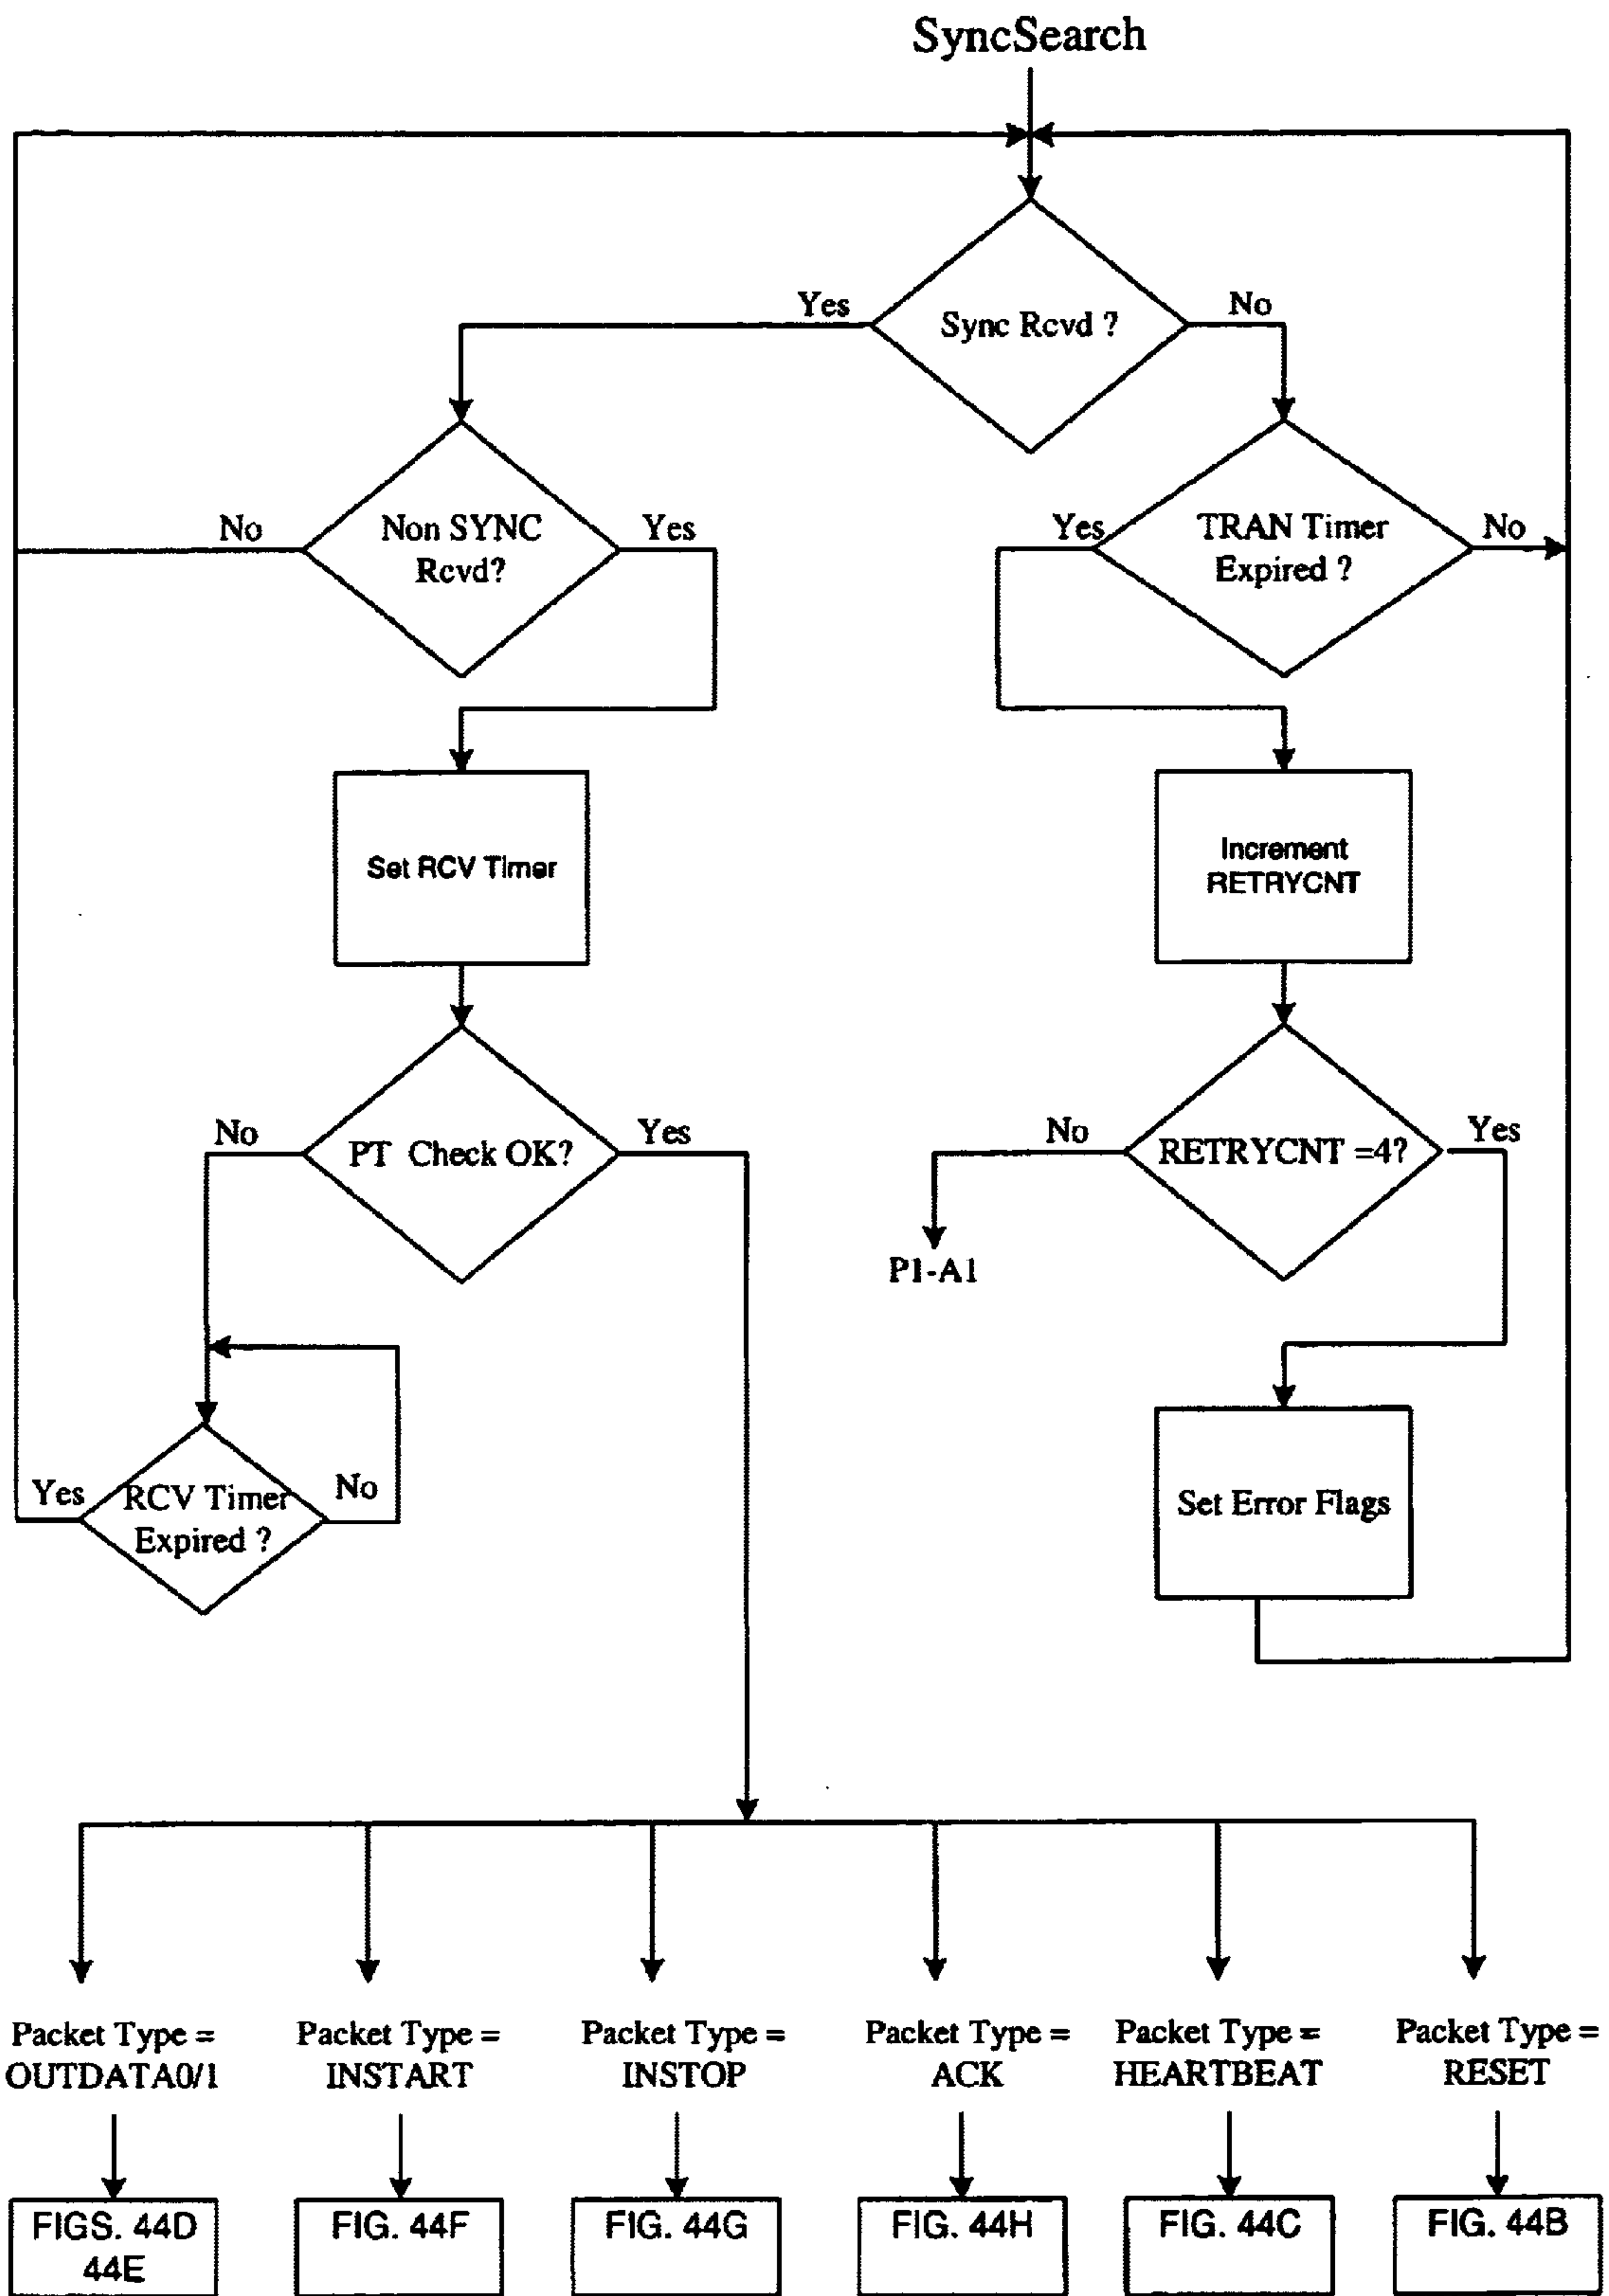 SyncSearch
Yes
No
Sync Rcvd ?
No
Non SYNC
Rcvd?
Yes
Yes
TRAN Timer
Expired ?
No
Set RCV Timer
Increment
RETRYCNT
No
PT Check OK?
Yes
No
RETRYCNT =4?
Yes
P1-A1
Yes
RCV Timer
Expired ?
No
Set Error Flags
Packet Type =
OUTDATA0/1
Packet Type =
INSTART
Packet Type =
INSTOP
Packet Type =
ACK
Packet Type =
HEARTBEAT
Packet Type =
RESET
FIGS. 44D
44E
FIG. 44F
FIG. 44G
FIG. 44H
FIG. 44C
FIG. 44B